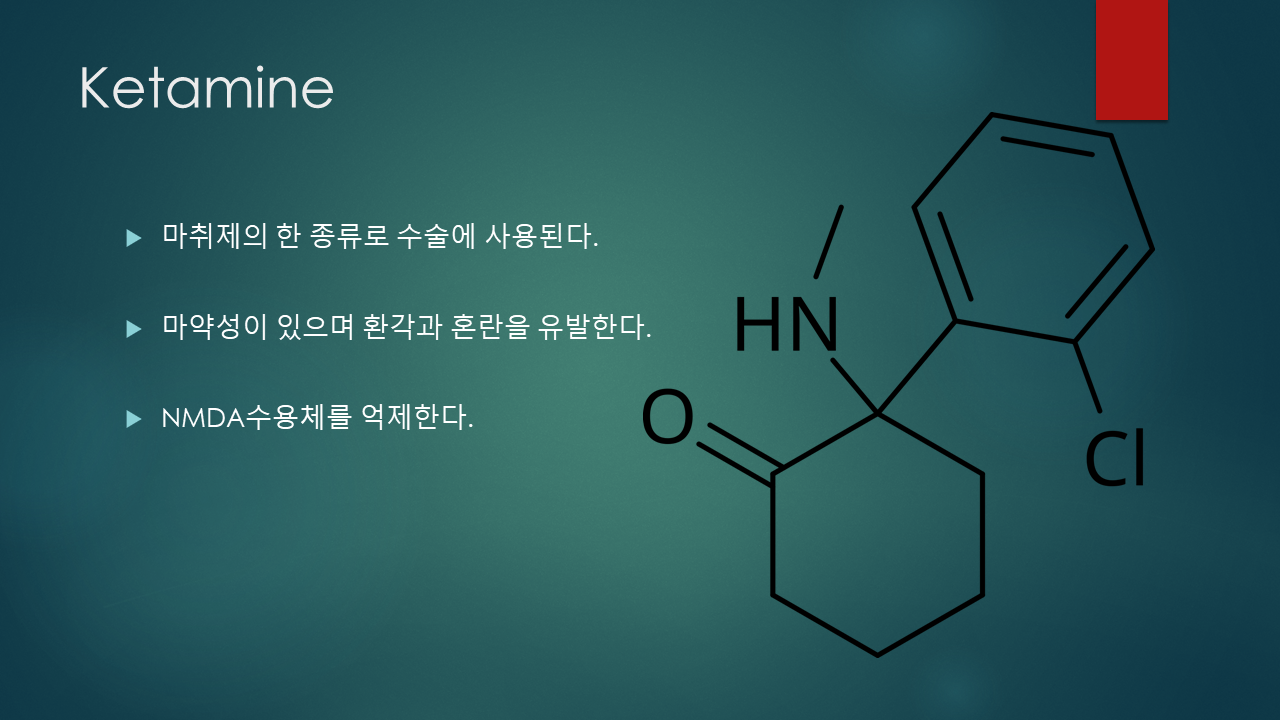 Ketamine
마취제의 한 종류로 수술에 사용된다.
마약성이 있으며 환각과 혼란을 유발한다.
NMDA수용체를 억제한다.
HN
O
Cl